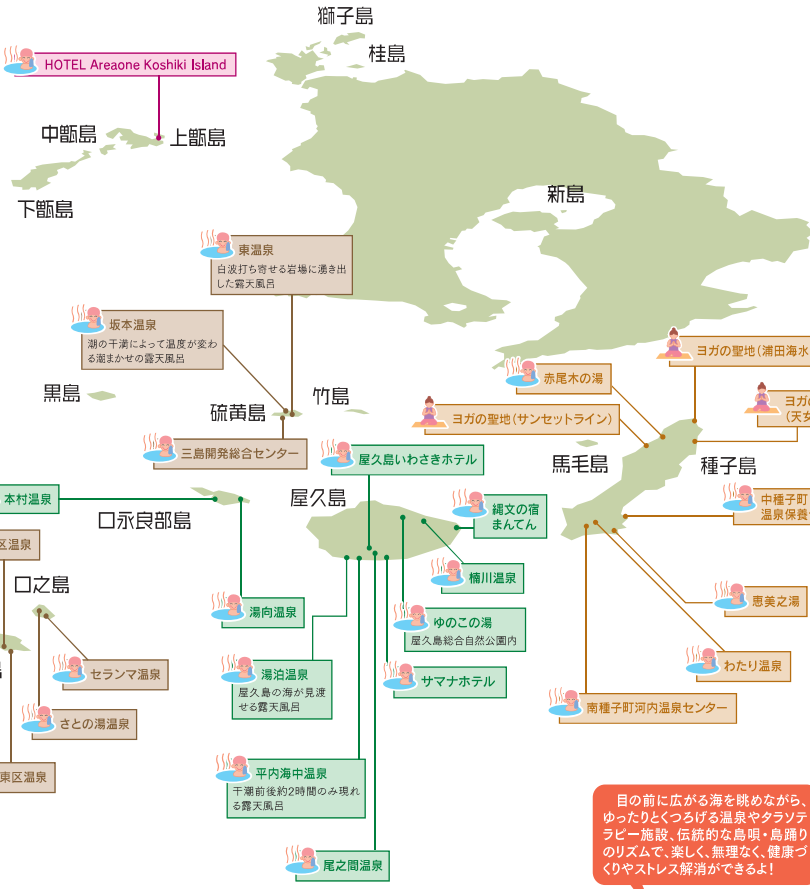 獅子島
桂島
HOTEL Areaone Koshiki Island
中甑島
上甑島
下甑島
新島
東温泉
白波打ち寄せる岩場に湧き出
した露天風呂
坂本温泉
潮の干満によって温度が変わ
る潮まかせの露天風呂
ヨガの聖地(浦田海水
赤尾木の湯
ヨガの
(天女
黒島
硫黄島
竹島
ヨガの聖地(サンセットライン)
三島開発総合センター
屋久島いわさきホテル
馬毛島
種子島
本村温泉
口永良部島
屋久島
縄文の宿
まんてん
中種子町
温泉保養
区温泉
楠川温泉
口之島
湯向温泉
ゆのこの湯
屋久島総合自然公園内
恵美之湯
セランマ温泉
湯泊温泉
屋久島の海が見渡
せる露天風呂
サマナホテル
わたり温泉
さとの湯温泉
南種子町河内温泉センター
東区温泉
平内海中温泉
干潮前後約2時間のみ現れ
る露天風呂
尾之間温泉
目の前に広がる海を眺めながら、
ゆったりとくつろげる温泉やタラソテ
ラピー施設、伝統的な島唄・島踊り
のリズムで、楽しく、無理なく、健康づ
くりやストレス解消ができるよ!